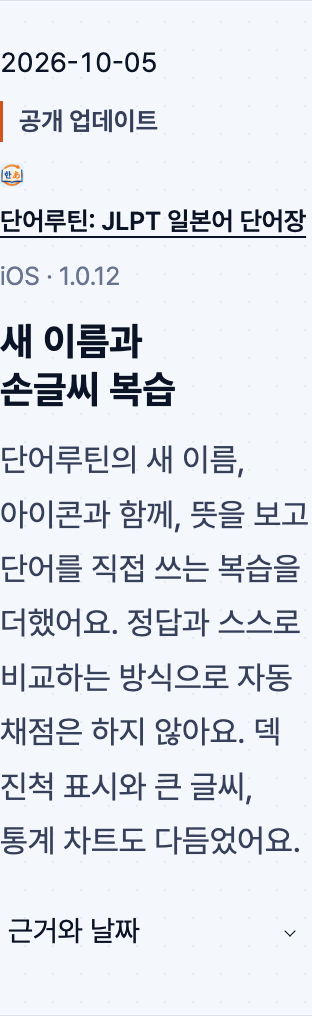 2026-10-05
공개 업데이트
한あ
단어루틴: JLPT 일본어 단어장
iOS · 1.0.12
새 이름과
손글씨 복습
단어루틴의 새 이름,
아이콘과 함께, 뜻을 보고
단어를 직접 쓰는 복습을
더했어요. 정답과 스스로
비교하는 방식으로 자동
채점은 하지 않아요. 덱
진척 표시와 큰 글씨,
통계 차트도 다듬었어요.
근거와 날짜